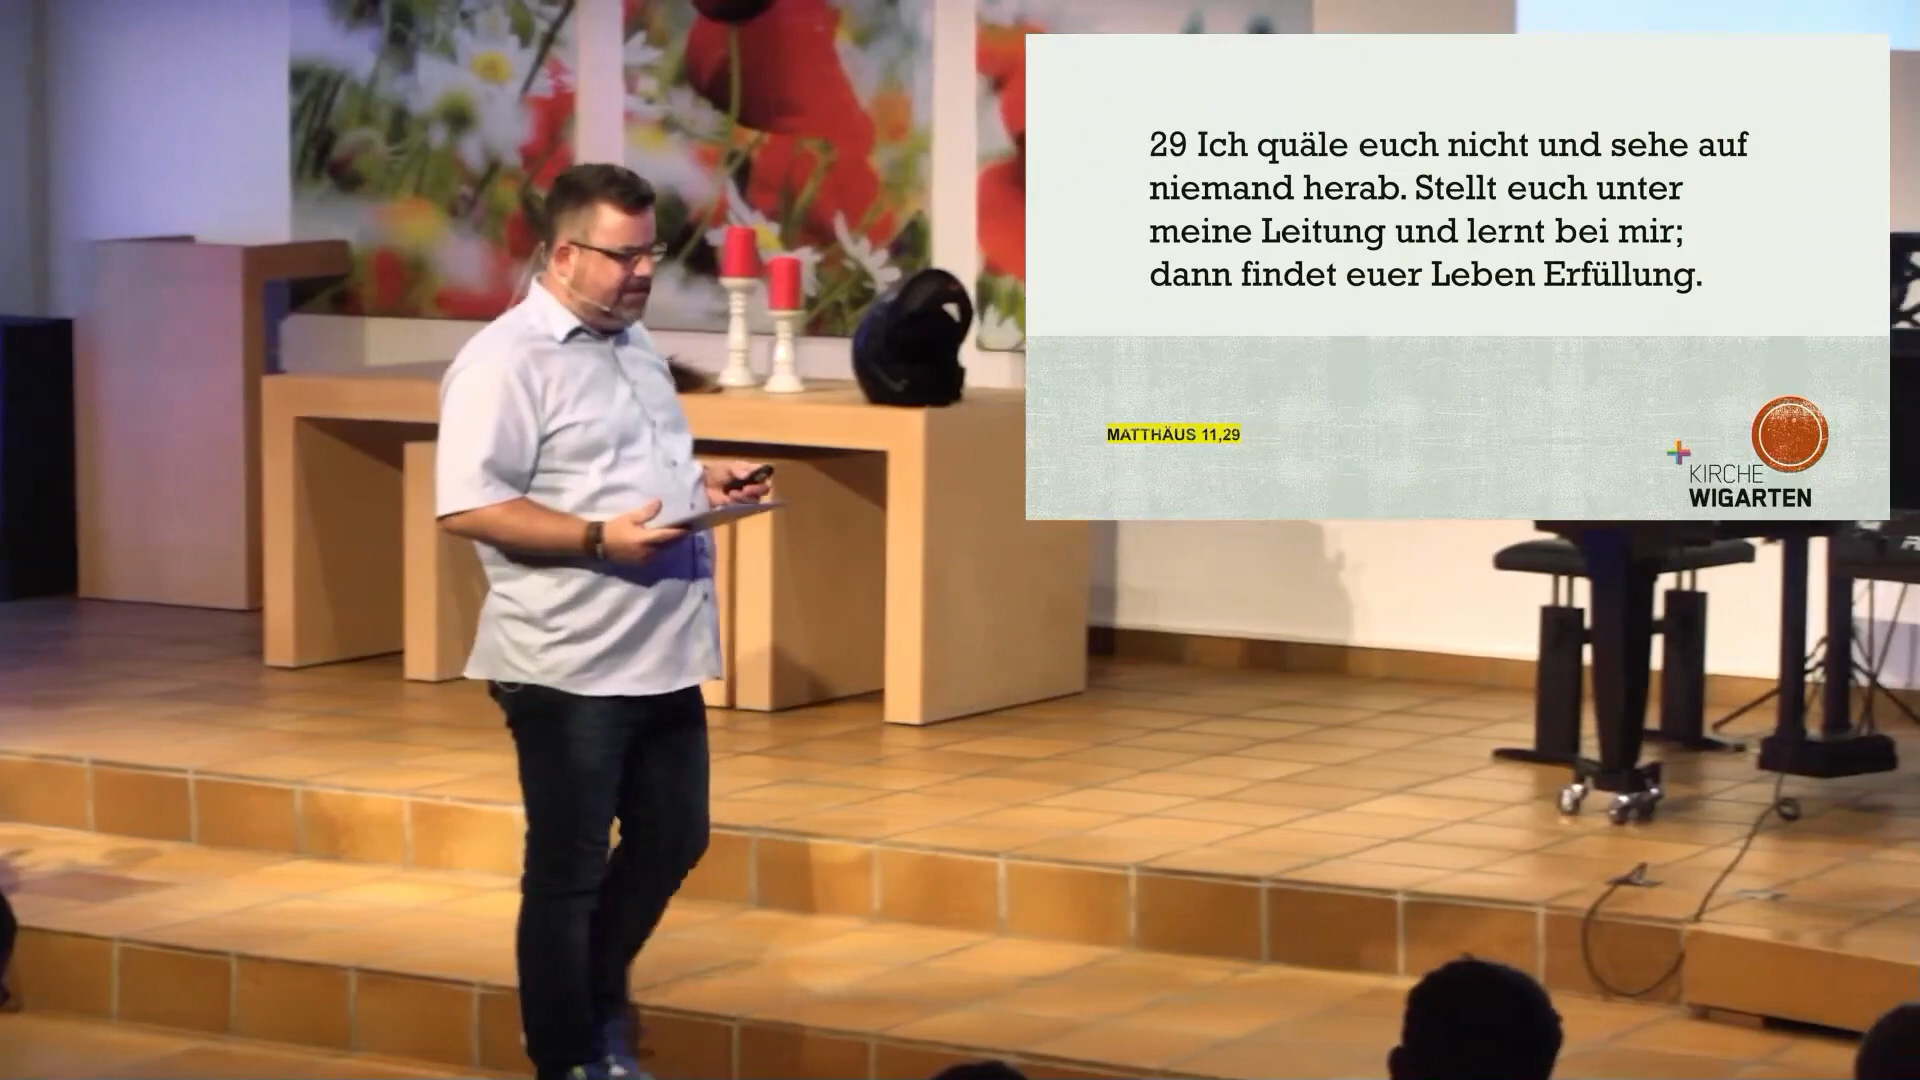 29 Ich quäle euch nicht und sehe auf
niemand herab. Stellt euch unter
meine Leitung und lernt bei mir;
dann findet euer Leben Erfüllung.
MATTHÄUS 11,29
KIRCHE
WIGARTEN